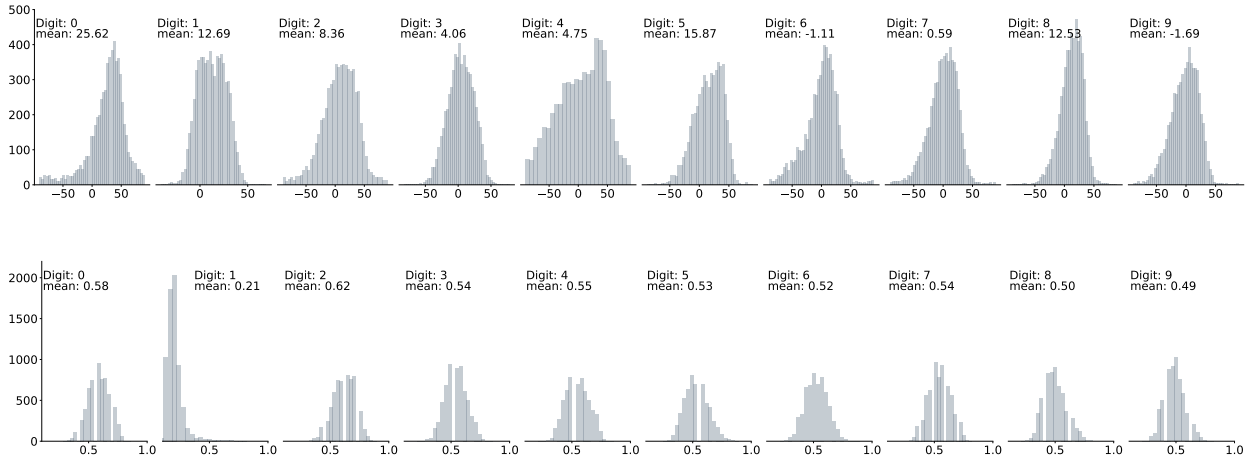 500
400
300
200
100
0
Digit: 0
mean: 25.62
Digit: 1
mean: 12.69
Digit: 2
mean: 8.36
Digit: 3
mean: 4.06
Digit: 4
mean: 4.75
Digit: 5
mean: 15.87
Digit: 6
mean: -1.11
Digit: 7
mean: 0.59
Digit: 8
mean: 12.53
Digit: 9
mean: -1.69
−50 0 50
0 50
−50 0 50
−50 0 50
−50 0 50
−50 0 50
−50 0 50
−50 0 50
−50 0 50
−50 0 50
2000
1500
1000
500
0
Digit: 0
mean: 0.58
Digit: 1
mean: 0.21
Digit: 2
mean: 0.62
Digit: 3
mean: 0.54
Digit: 4
mean: 0.55
Digit: 5
mean: 0.53
Digit: 6
mean: 0.52
Digit: 7
mean: 0.54
Digit: 8
mean: 0.50
Digit: 9
mean: 0.49
0.5 1.0
0.5 1.0
0.5 1.0
0.5 1.0
0.5 1.0
0.5 1.0
0.5 1.0
0.5 1.0
0.5 1.0
0.5 1.0